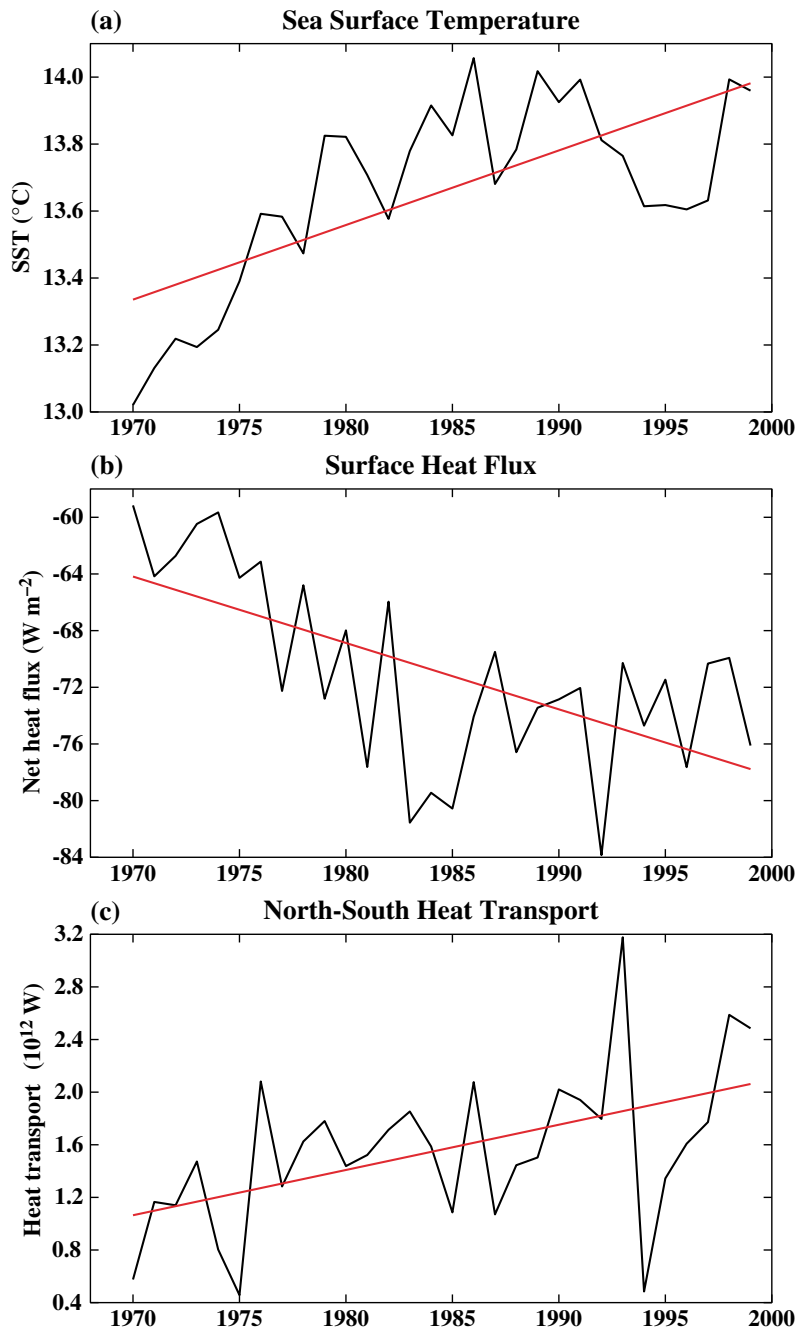 (a) Sea Surface Temperature
14.0
13.8
13.6
13.4
13.2
13.0
SST (°C)
1970 1975 1980 1985 1990 1995 2000
(b) Surface Heat Flux
-60
-64
-68
-72
-76
-80
-84
Net heat flux (W m⁻²)
1970 1975 1980 1985 1990 1995 2000
(c) North-South Heat Transport
3.2
2.8
2.4
2.0
1.6
1.2
0.8
0.4
Heat transport (10¹² W)
1970 1975 1980 1985 1990 1995 2000